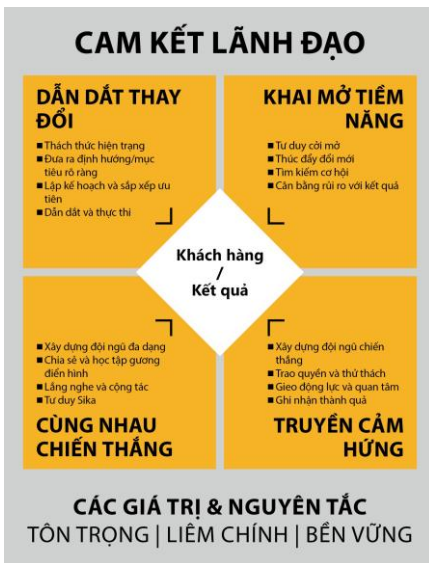 CAM KẾT LÃNH ĐẠO
DẪN DẮT THAY
ĐỔI
■ Thách thức hiện trạng
■ Đưa ra định hướng/mục
tiêu rõ ràng
■ Lập kế hoạch và sắp xếp ưu
tiên
■ Dẫn dắt và thực thi
KHAI MỞ TIỀM
NĂNG
■ Tư duy cởi mở
■ Thúc đẩy đổi mới
■ Tìm kiếm cơ hội
■ Cân bằng rủi ro với kết quả
Khách hàng
/
Kết quả
■ Xây dựng đội ngũ đa dạng
■ Chia sẻ và học tập gương
điển hình
■ Lắng nghe và cộng tác
■ Tư duy Sika
CÙNG NHAU
CHIẾN THẮNG
■ Xây dựng đội ngũ chiến
thắng
■ Trao quyền và thử thách
■ Gieo động lực và quan tâm
■ Ghi nhận thành quả
TRUYỀN CẢM
HỨNG
CÁC GIÁ TRỊ & NGUYÊN TẮC
TÔN TRỌNG | LIÊM CHÍNH | BỀN VỮNG